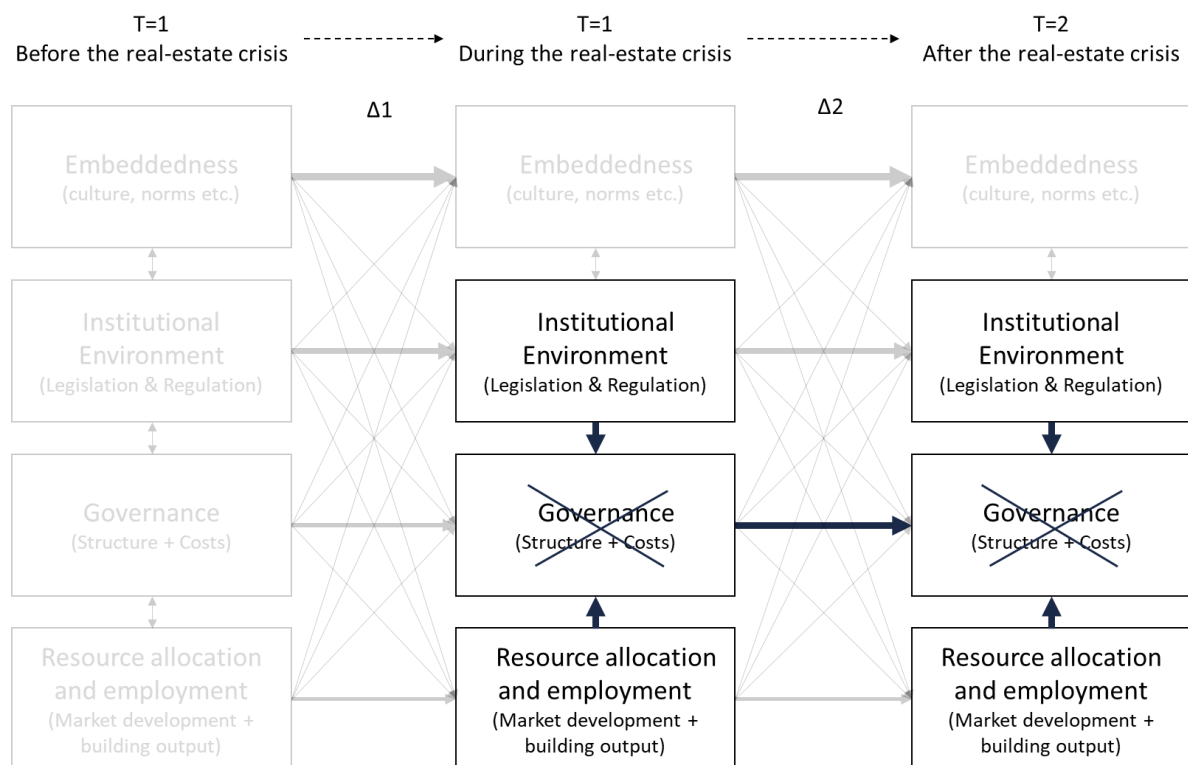 T=1
Before the real-estate crisis
T=1
During the real-estate crisis
T=2
After the real-estate crisis
Δ1
Δ2
Embeddedness
(culture, norms etc.)
Embeddedness
(culture, norms etc.)
Embeddedness
(culture, norms etc.)
Institutional
Environment
(Legislation & Regulation)
Institutional
Environment
(Legislation & Regulation)
Institutional
Environment
(Legislation & Regulation)
Governance
(Structure + Costs)
Governance
(Structure + Costs)
Governance
(Structure + Costs)
Resource allocation
and employment
(Market development +
building output)
Resource allocation
and employment
(Market development +
building output)
Resource allocation
and employment
(Market development +
building output)